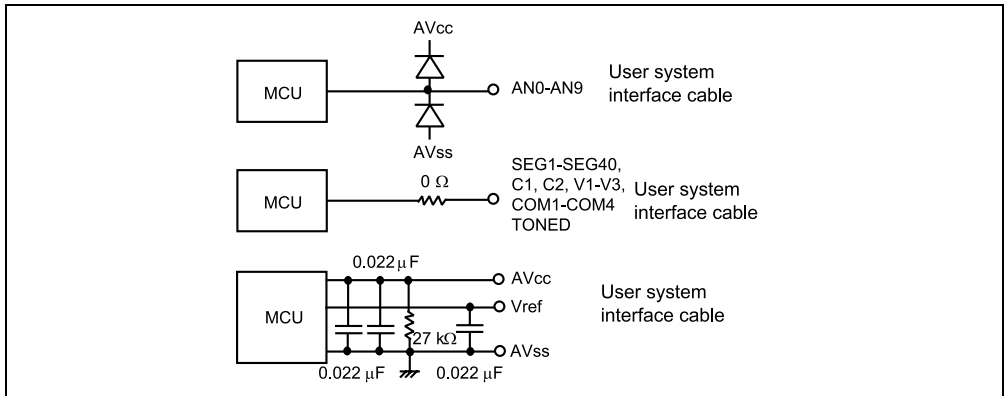 AVcc
MCU
AN0-AN9
User system
interface cable
AVss
MCU
0 Ω
SEG1-SEG40,
C1, C2, V1-V3,
COM1-COM4
TONED
User system
interface cable
0.022 µF
MCU
AVcc
Vref
User system
interface cable
27 kΩ
AVss
0.022 µF
0.022 µF